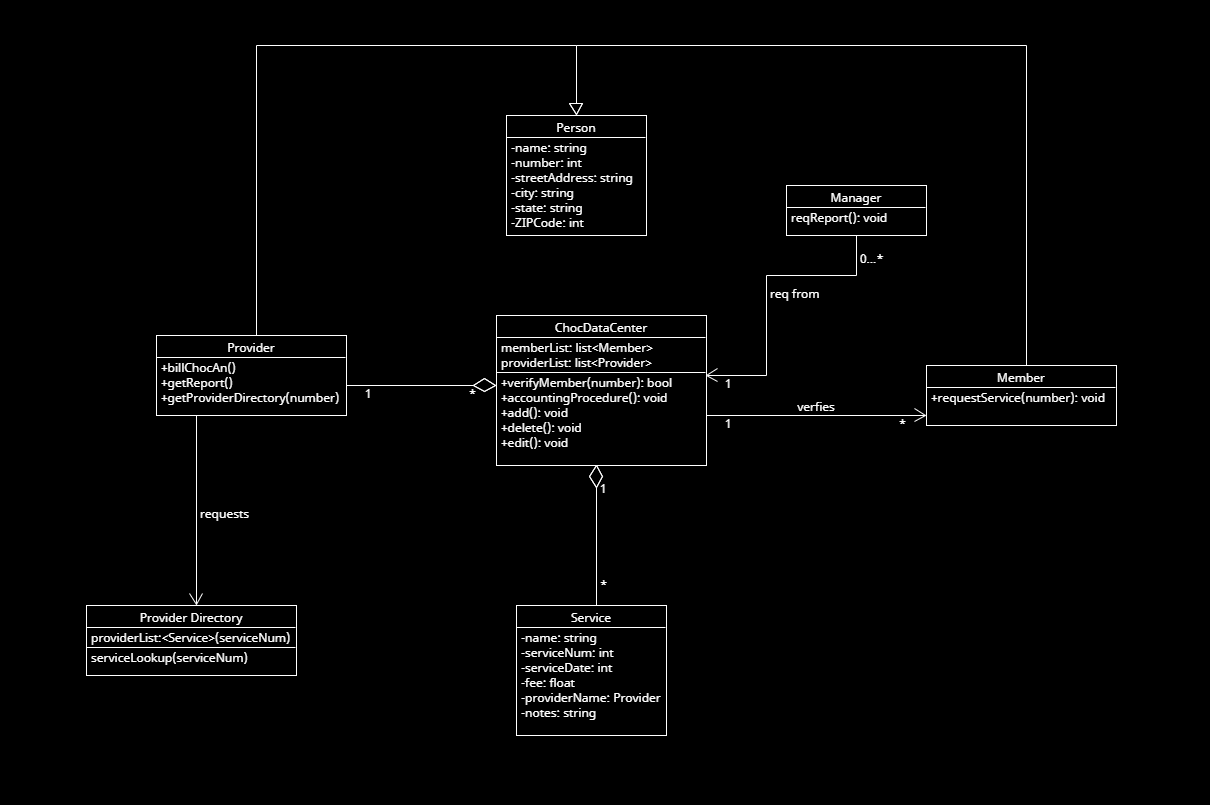 Person
-name: string
-number: int
-streetAddress: string
-city: string
-state: string
-ZIPCode: int
Manager
reqReport(): void
0...*
req from
1
Provider
+billChocAn()
+getReport()
+getProviderDirectory(number)
1
*
ChocDataCenter
memberList: list<Member>
providerList: list<Provider>
+verifyMember(number): bool
+accountingProcedure(): void
+add(): void
+delete(): void
+edit(): void
verfies
1
*
Member
+requestService(number): void
1
*
requests
Provider Directory
providerList:<Service>(serviceNum)
serviceLookup(serviceNum)
Service
-name: string
-serviceNum: int
-serviceDate: int
-fee: float
-providerName: Provider
-notes: string